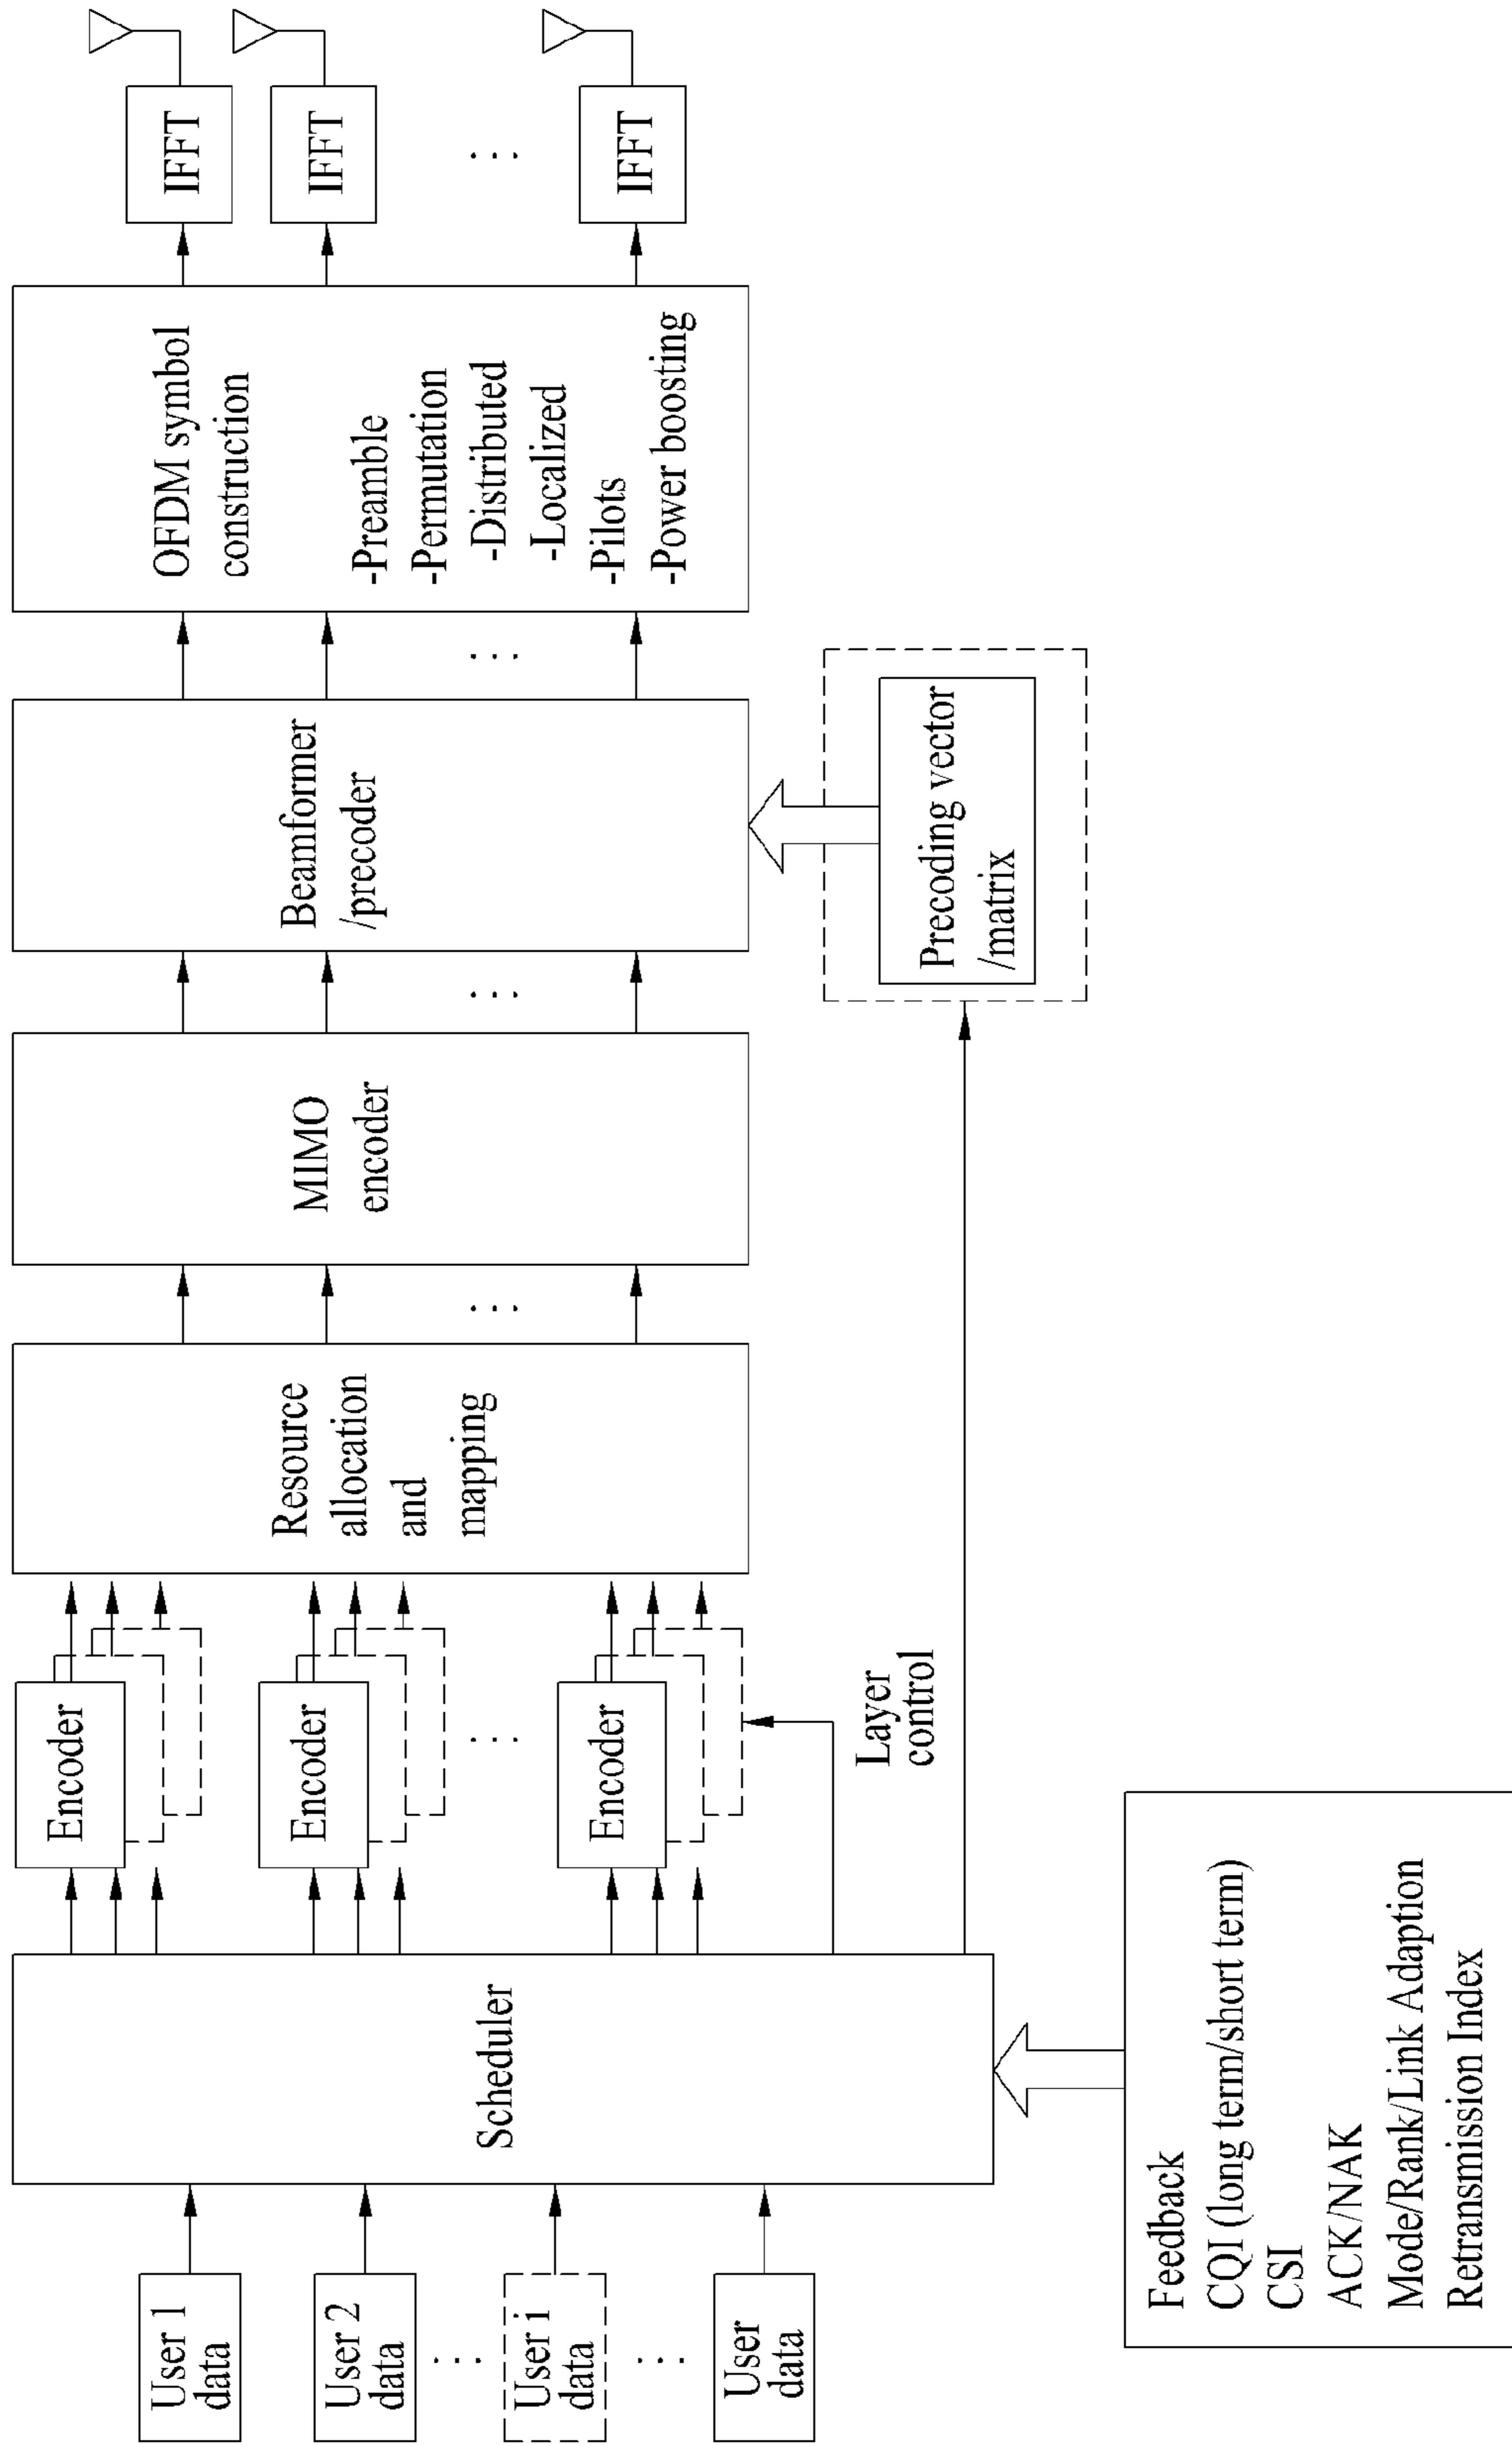 User 1
data
User 2
data
User i
data
User
data
Scheduler
Feedback
CQI (long term/short term)
CSI
ACK/NAK
Mode/Rank/Link Adaption
Retransmission Index
Encoder
Encoder
Encoder
Layer
control
Resource
allocation
and
mapping
MIMO
encoder
Beamformer
/precoder
Precoding vector
/matrix
OFDM symbol
construction
-Preamble
-Permutation
-Distributed
-Localized
-Pilots
-Power boosting
IFFT
IFFT
IFFT